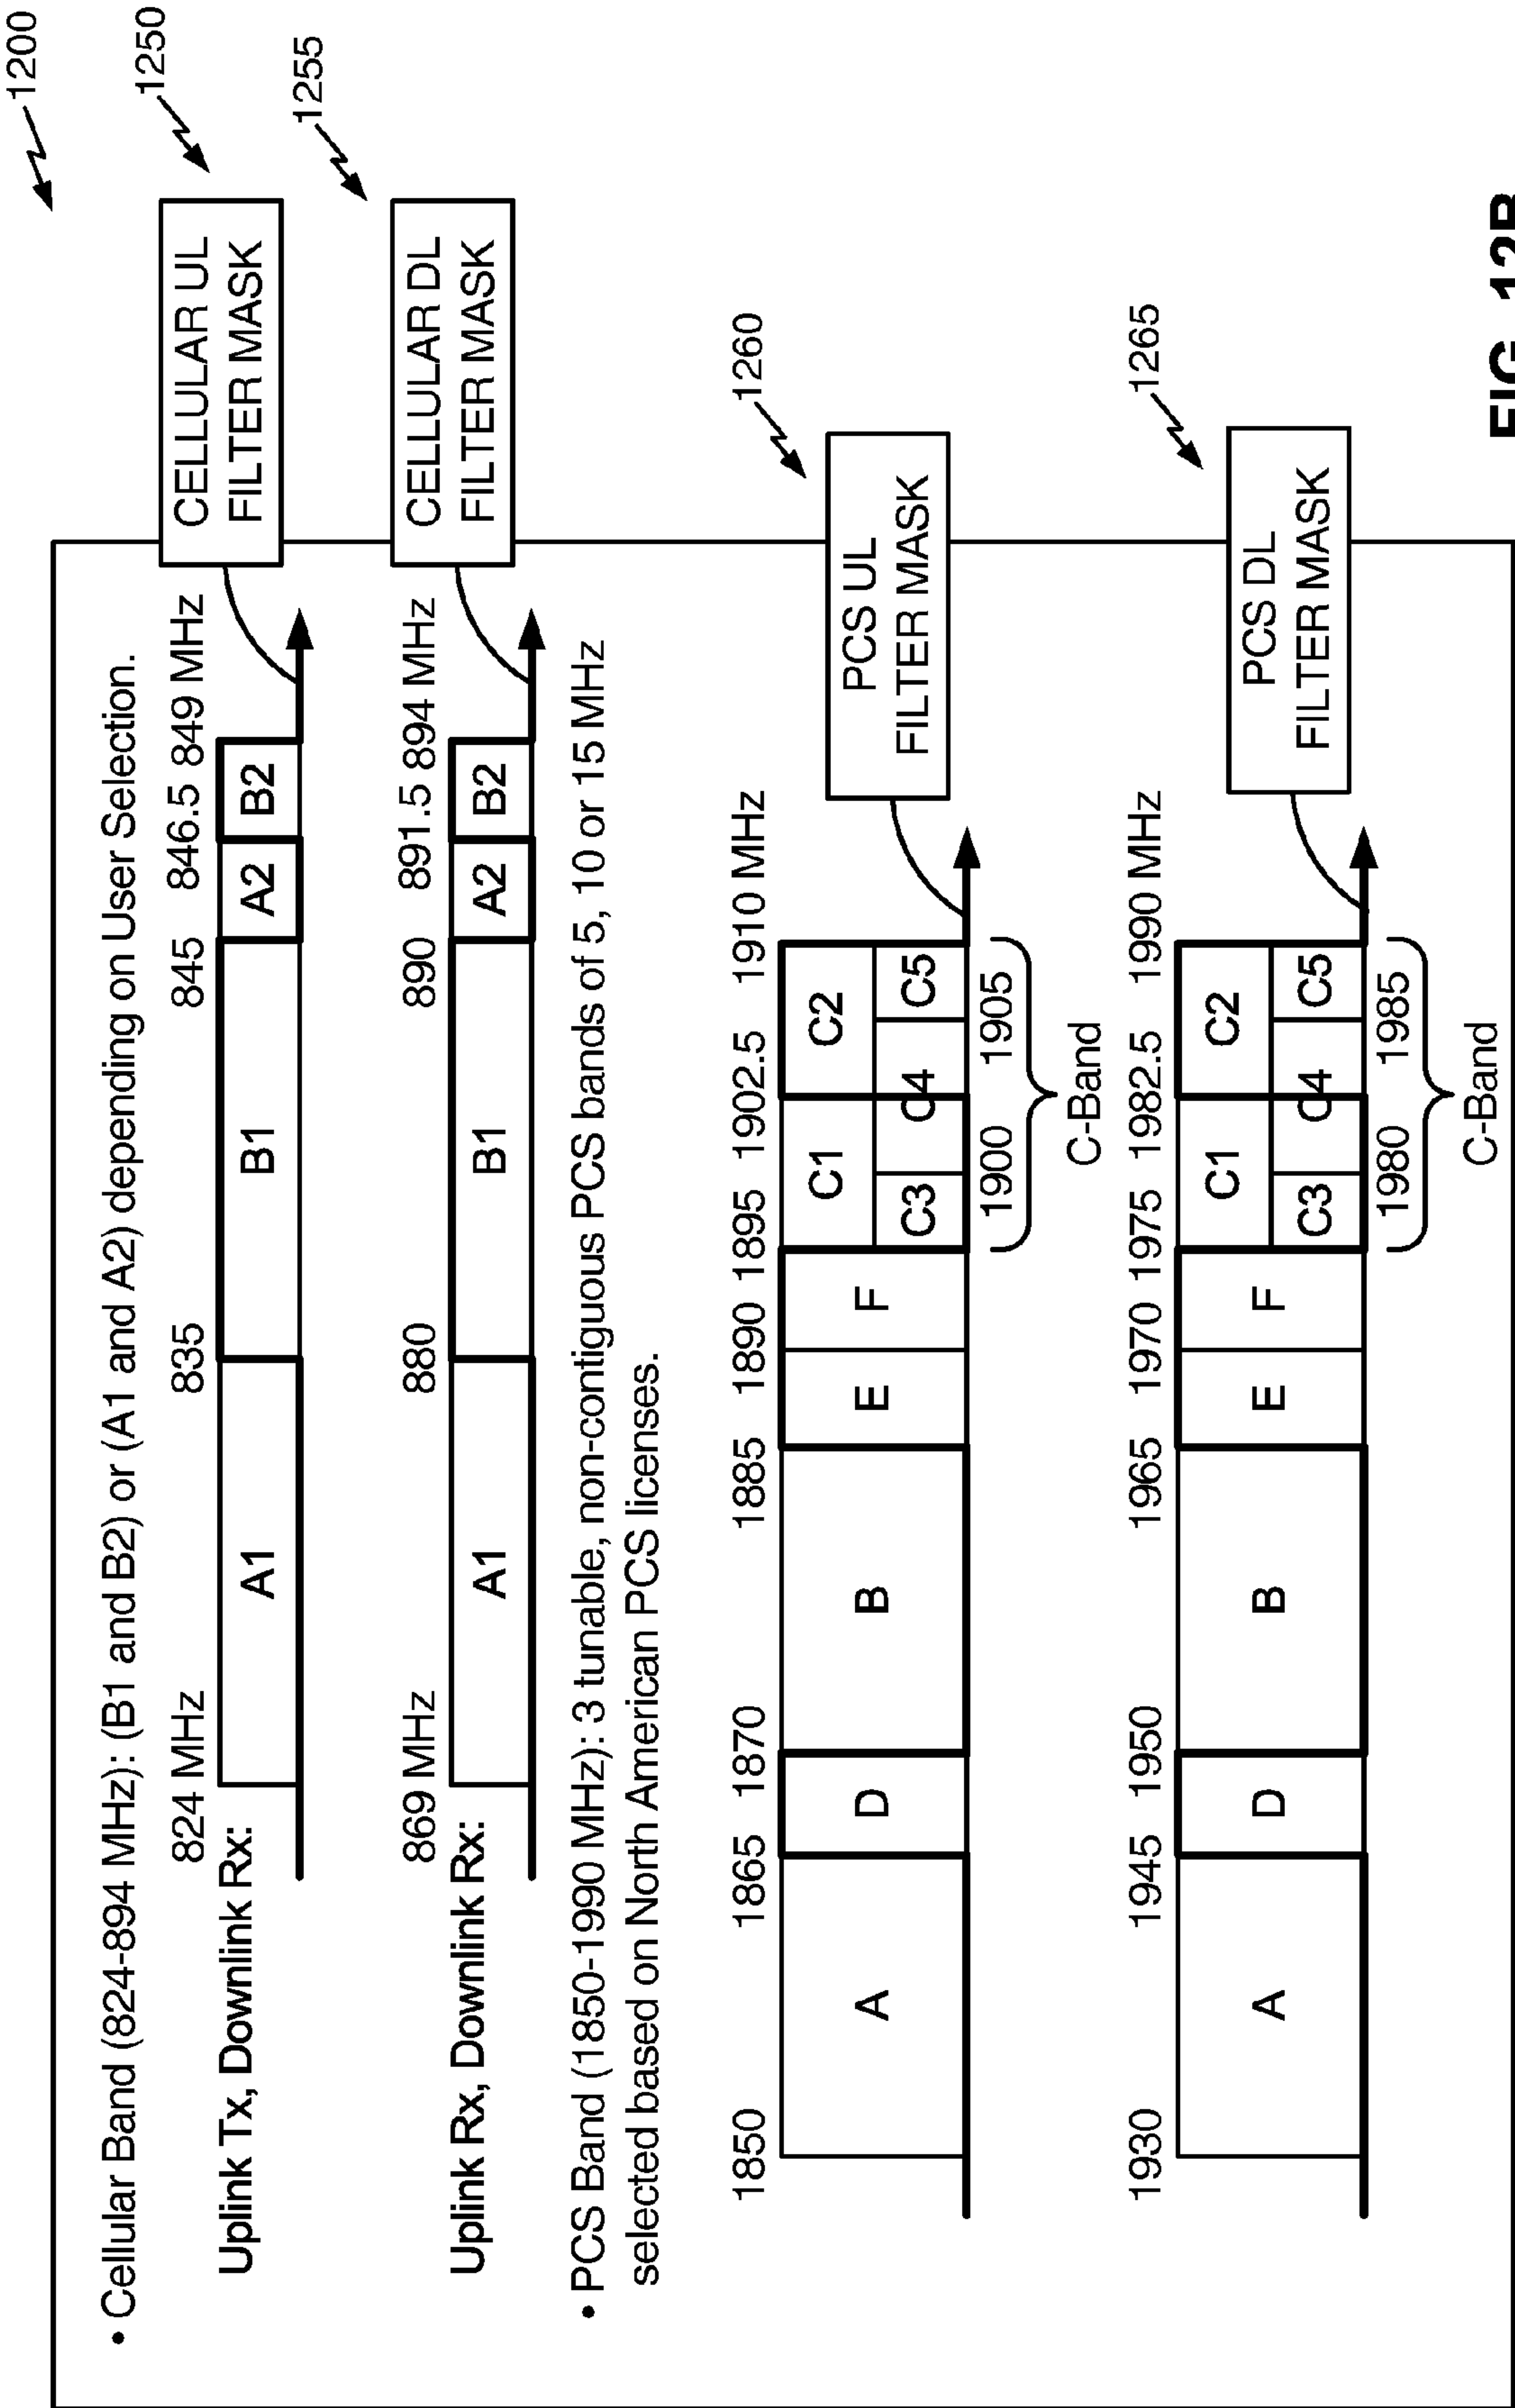 1200
• Cellular Band (824-894 MHz): (B1 and B2) or (A1 and A2) depending on User Selection.
824 MHz 835 845 846.5 849 MHz
Uplink Tx, Downlink Rx:
A1 B1 A2 B2
CELLULAR UL
FILTER MASK
1250
869 MHz 880 890 891.5 894 MHz
Uplink Rx, Downlink Rx:
A1 B1 A2 B2
CELLULAR DL
FILTER MASK
1255
• PCS Band (1850-1990 MHz): 3 tunable, non-contiguous PCS bands of 5, 10 or 15 MHz
selected based on North American PCS licenses.
1850 1865 1870 1885 1890 1895 1902.5 1910 MHz
A D B E F C1 C2
C3 C4 C5
1900 1905
C-Band
PCS UL
FILTER MASK
1260
1930 1945 1950 1965 1970 1975 1982.5 1990 MHz
A D B E F C1 C2
C3 C4 C5
1980 1985
C-Band
PCS DL
FILTER MASK
1265
FIG. 12B